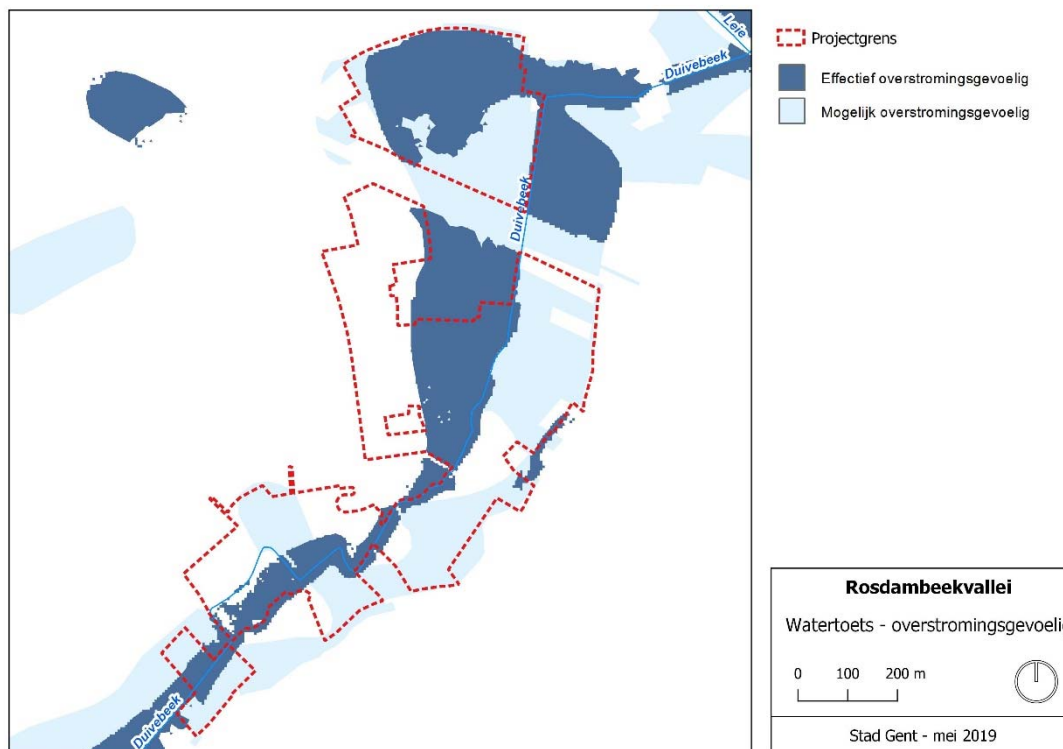 Leie
Duivebeek
Duivebeek
Duivebeek
Projectgrens
Effectief overstromingsgevoelig
Mogelijk overstromingsgevoelig
Rosdambeekvallei
Watertoets - overstromingsgevoelig
0 100 200 m
Stad Gent - mei 2019